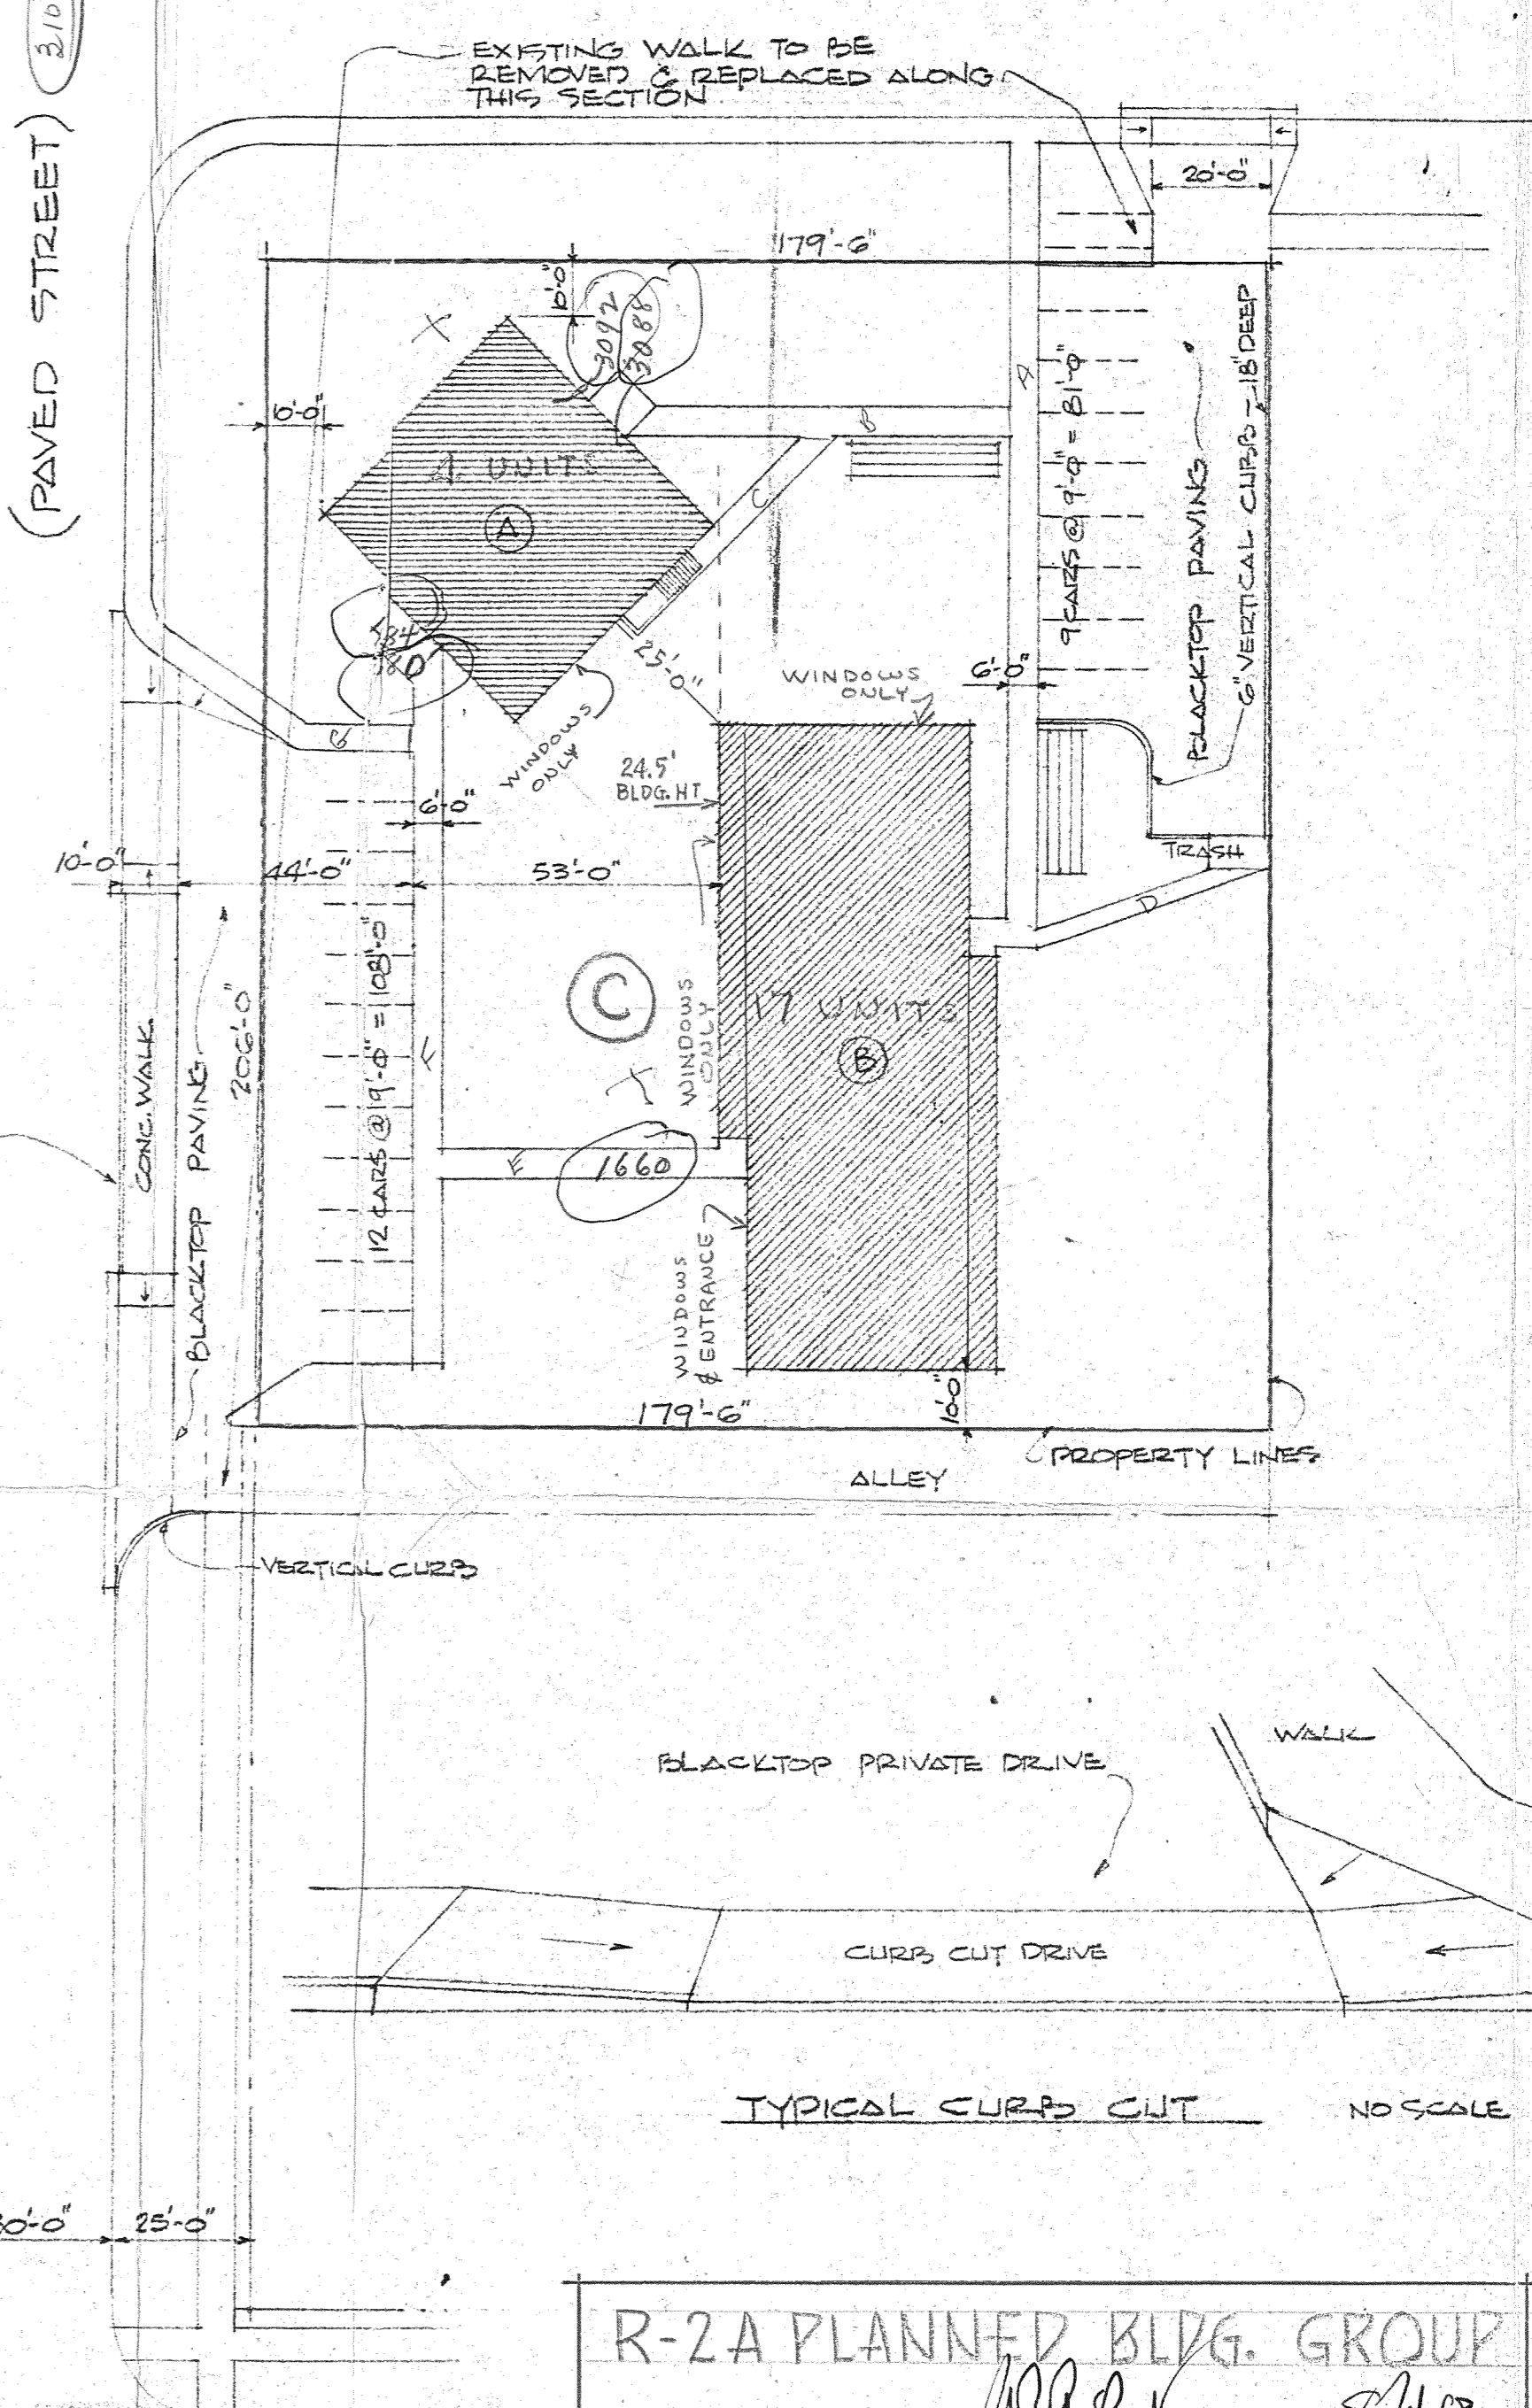 210
(PAVED STREET)
EXISTING WALK TO BE
REMOVED & REPLACED ALONG
THIS SECTION
20'-0"
179'-6"
10'-0"
3092
3088
10'-0"
4 UNITS
A
B
C
A
9 CARS @ 9'-0" = 81'-0"
BLACKTOP PAVING
6" VERTICAL CURB - 18" DEEP
25'-0"
WINDOWS
ONLY
6'-0"
B
WINDOWS
ONLY
24.5'
BLDG. HT
6'-0"
TRASH
10'-0"
44'-0"
53'-0"
D
CONC. WALK
BLACKTOP PAVING
206'-0"
12 CARS @ 9'-0" = 108'-0"
C
WINDOWS
ONLY
17 UNITS
B
E
1660
WINDOWS
& ENTRANCE
179'-6"
10'-0"
PROPERTY LINES
ALLEY
VERTICAL CURB
WALK
BLACKTOP PRIVATE DRIVE
CURB CUT DRIVE
TYPICAL CURB CUT
NO SCALE
25'-0"
R-2A PLANNED BLDG. GROUP